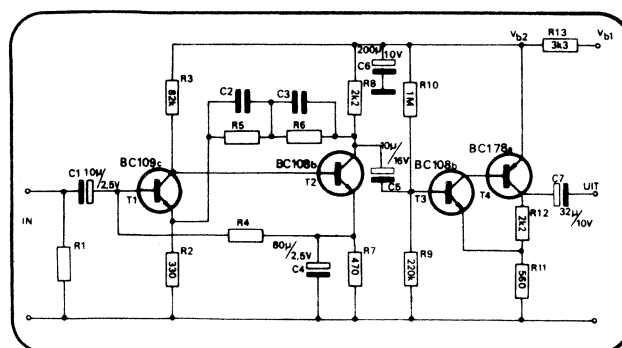 200µ
10V
C6
V b2
R13
3k3
V b1
R3
82k
C2
C3
R8
2k2
R10
1M
R5
R6
C1
10µ
/2,5V
BC109c
T1
BC108b
T2
10µ
/16V
C5
BC108b
T3
BC178a
T4
C7
UIT
32µ
/10V
R12
2k2
IN
R1
R2
330
R4
80µ
/2,5V
C4
R7
470
R9
220k
R11
560